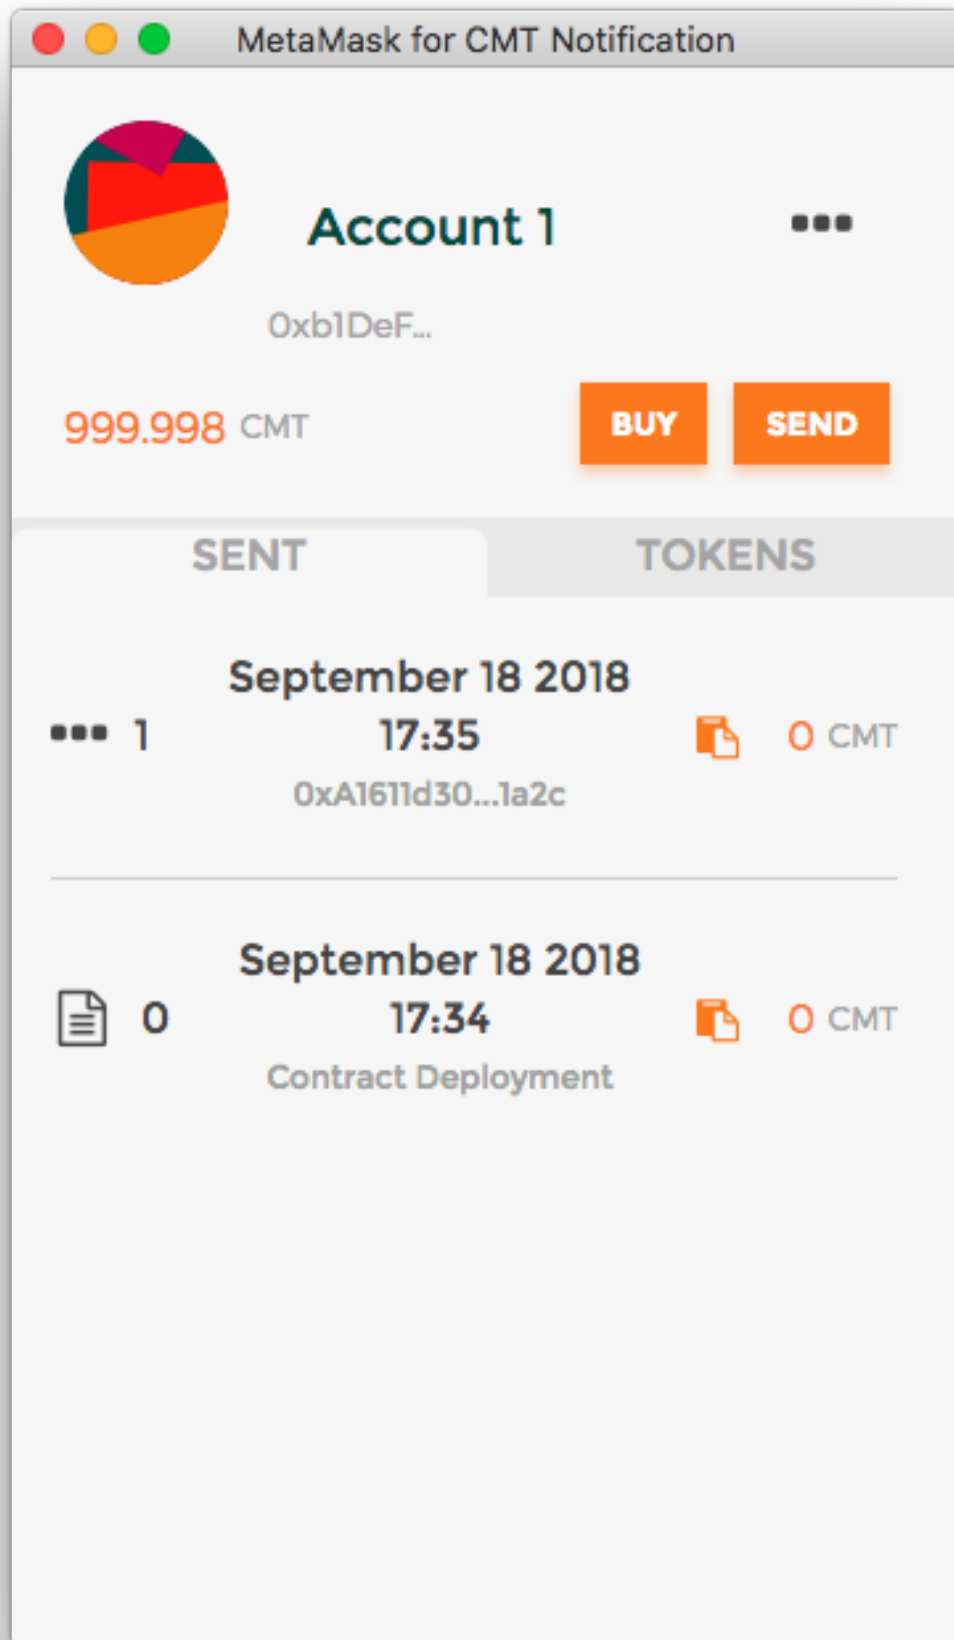 MetaMask for CMT Notification
Account 1
0xb1DeF...
999.998 CMT
BUY
SEND
SENT
TOKENS
September 18 2018
1 17:35 0 CMT
0xA1611d30...1a2c
September 18 2018
0 17:34 0 CMT
Contract Deployment